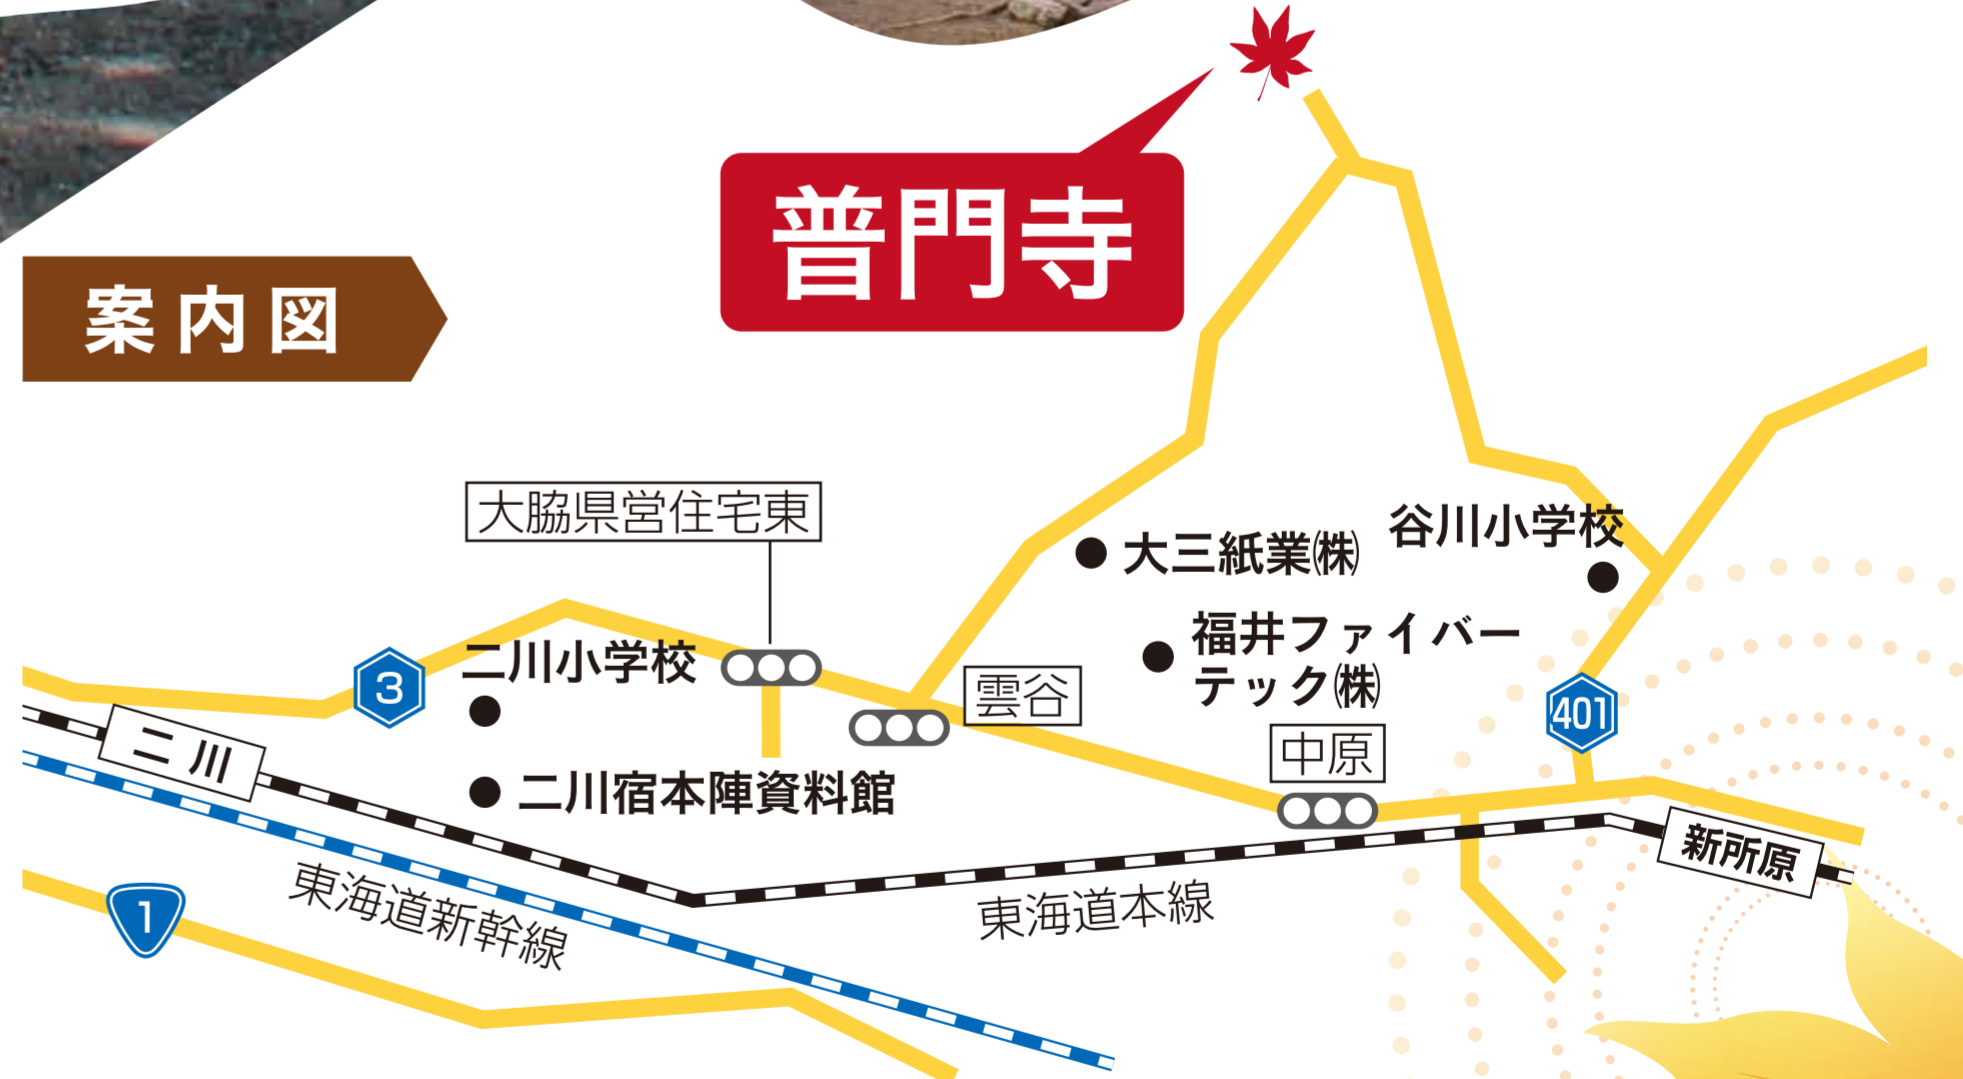 普門寺
案内図
大脇県営住宅東
谷川小学校
大三紙業㈱
福井ファイバー
テック㈱
二川小学校
3
雲谷
401
中原
二川
二川宿本陣資料館
新所原
東海道新幹線
東海道本線
1